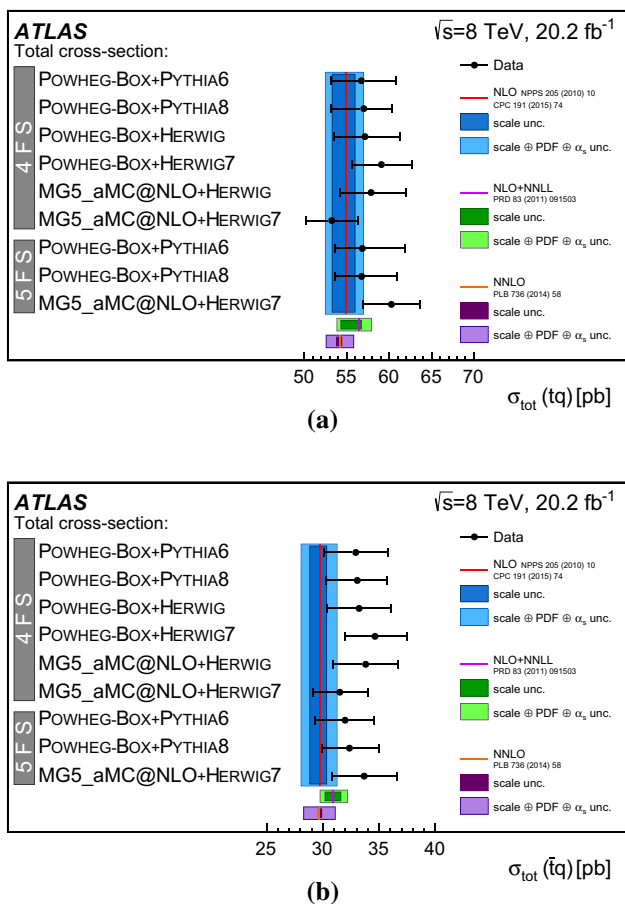 ATLAS
√s=8 TeV, 20.2 fb⁻¹
Total cross-section:
4FS
POWHEG-BOX+PYTHIA6
POWHEG-BOX+PYTHIA8
POWHEG-BOX+HERWIG
POWHEG-BOX+HERWIG7
MG5_aMC@NLO+HERWIG
MG5_aMC@NLO+HERWIG7
5FS
POWHEG-BOX+PYTHIA6
POWHEG-BOX+PYTHIA8
MG5_aMC@NLO+HERWIG7
Data
NLO NPPS 205 (2010) 10
CPC 191 (2015) 74
scale unc.
scale ⊕ PDF ⊕ αs unc.
NLO+NNLL
PRD 83 (2011) 091503
scale unc.
scale ⊕ PDF ⊕ αs unc.
NNLO
PLB 736 (2014) 58
scale unc.
scale ⊕ PDF ⊕ αs unc.
50 55 60 65 70
σtot (tq) [pb]
(a)
ATLAS
√s=8 TeV, 20.2 fb⁻¹
Total cross-section:
4FS
POWHEG-BOX+PYTHIA6
POWHEG-BOX+PYTHIA8
POWHEG-BOX+HERWIG
POWHEG-BOX+HERWIG7
MG5_aMC@NLO+HERWIG
MG5_aMC@NLO+HERWIG7
5FS
POWHEG-BOX+PYTHIA6
POWHEG-BOX+PYTHIA8
MG5_aMC@NLO+HERWIG7
Data
NLO NPPS 205 (2010) 10
CPC 191 (2015) 74
scale unc.
scale ⊕ PDF ⊕ αs unc.
NLO+NNLL
PRD 83 (2011) 091503
scale unc.
scale ⊕ PDF ⊕ αs unc.
NNLO
PLB 736 (2014) 58
scale unc.
scale ⊕ PDF ⊕ αs unc.
25 30 35 40
σtot (t̄q) [pb]
(b)